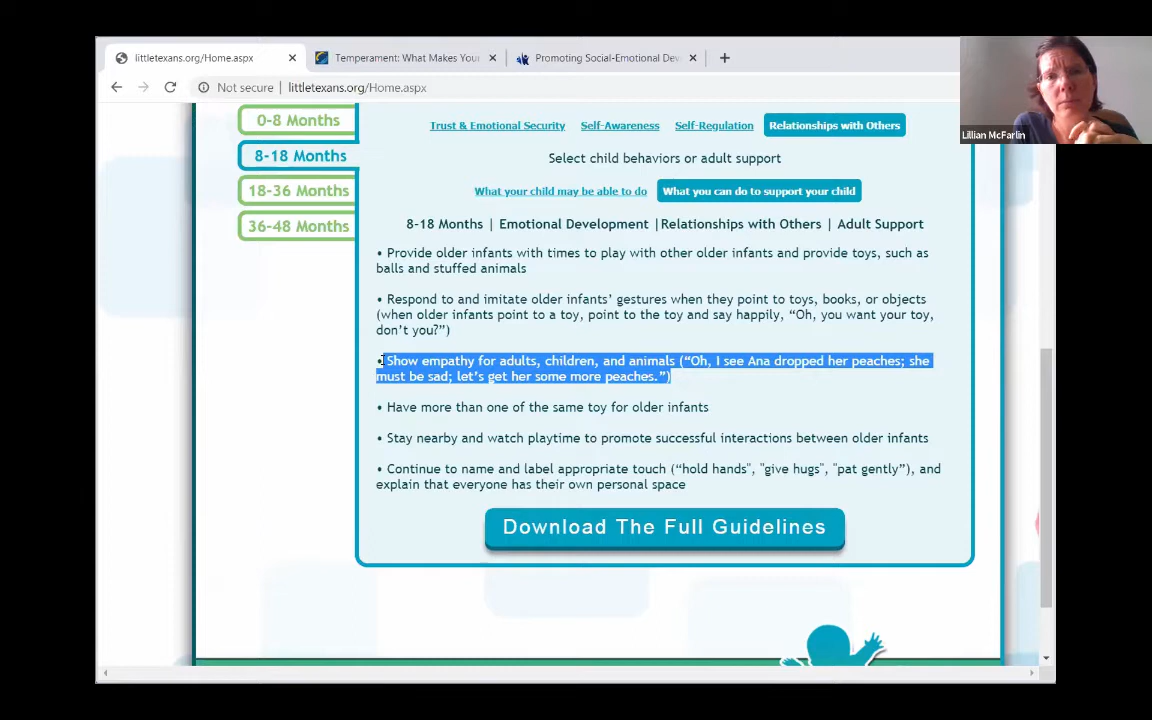 littletexans.org/Home.aspx
Temperament: What Makes Your
Promoting Social-Emotional Dev
Not secure | littletexans.org/Home.aspx
Lillian McFarlin
0-8 Months
8-18 Months
18-36 Months
36-48 Months
Trust & Emotional Security Self-Awareness Self-Regulation Relationships with Others
Select child behaviors or adult support
What your child may be able to do What you can do to support your child
8-18 Months | Emotional Development |Relationships with Others | Adult Support
• Provide older infants with times to play with other older infants and provide toys, such as
balls and stuffed animals
• Respond to and imitate older infants’ gestures when they point to toys, books, or objects
(when older infants point to a toy, point to the toy and say happily, “Oh, you want your toy,
don’t you?”)
• Show empathy for adults, children, and animals (“Oh, I see Ana dropped her peaches; she
must be sad; let’s get her some more peaches.”)
• Have more than one of the same toy for older infants
• Stay nearby and watch playtime to promote successful interactions between older infants
• Continue to name and label appropriate touch (“hold hands", "give hugs", "pat gently”), and
explain that everyone has their own personal space
Download The Full Guidelines